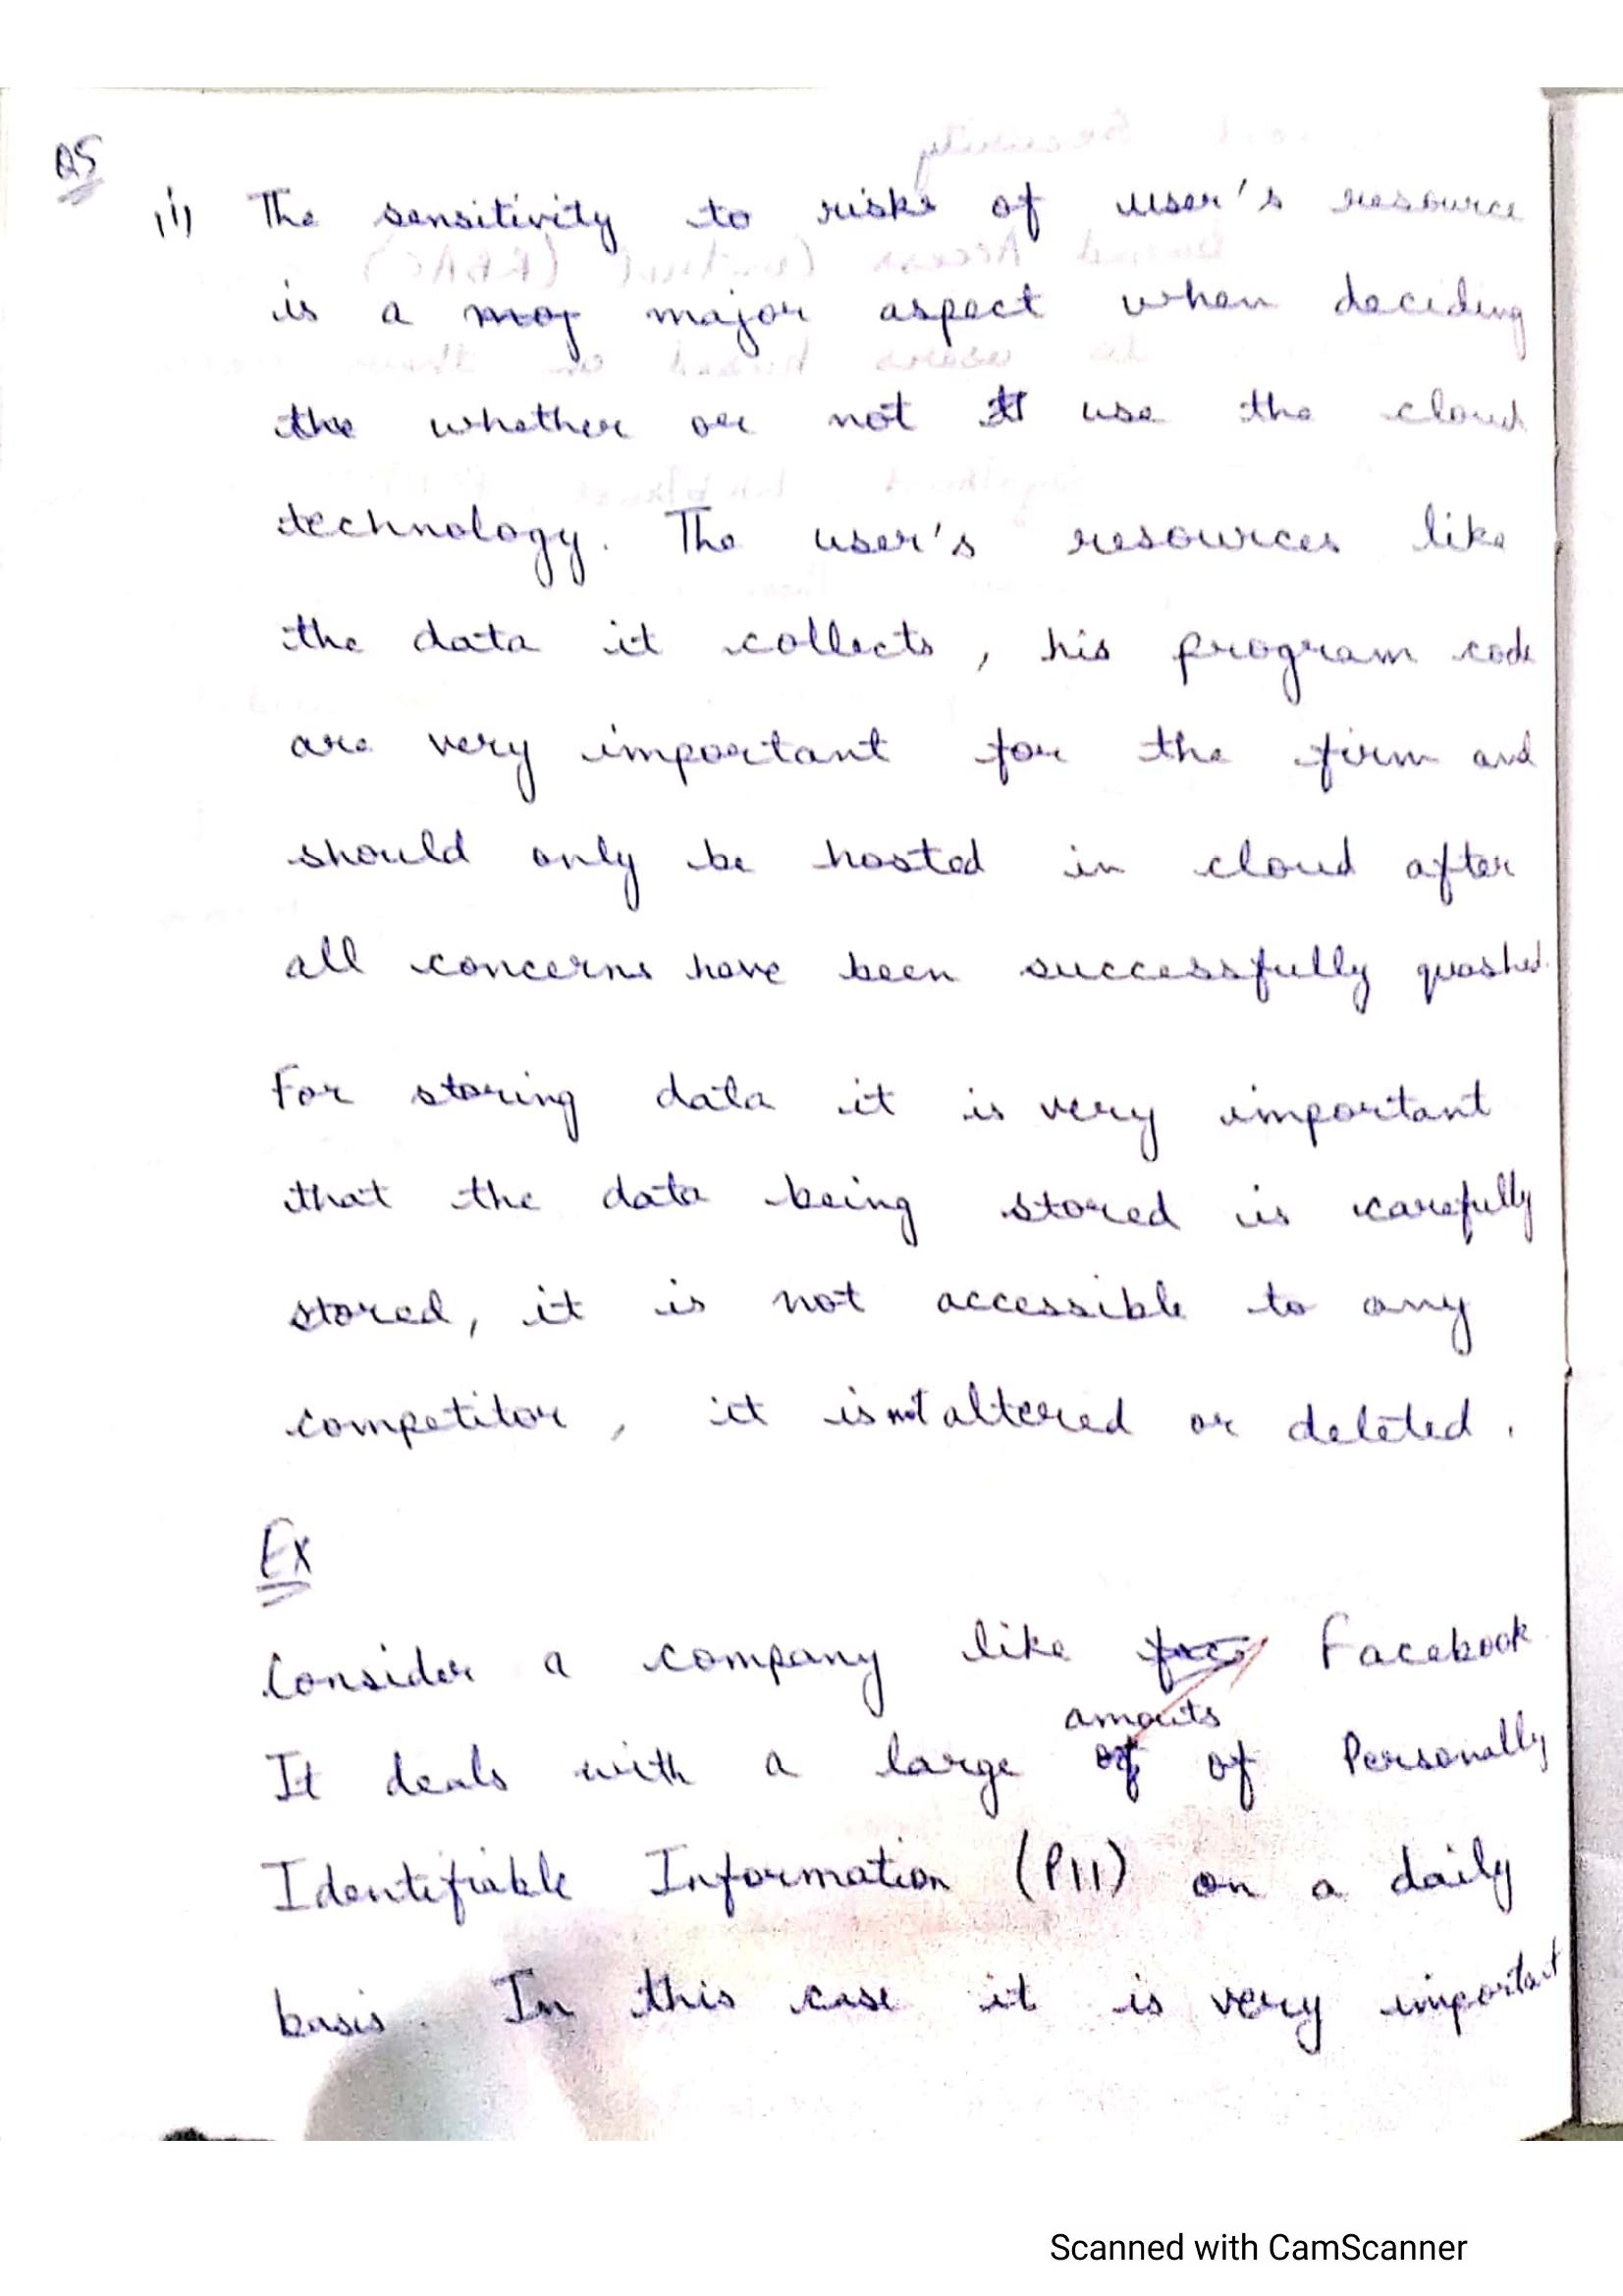 Q5
ii) The sensitivity to risks of user's resource
is a moj major aspect when deciding
the whether or not use the cloud
technology. The user's resources like
the data it collects, his program code
are very important for the firm and
should only be hosted in cloud after
all concerns have been successfully quashed.
For storing data it is very important
that the data being stored is carefully
stored, it is not accessible to any
competitor, it is not altered or deleted.
Ex
Consider a company like Facebook
amouts
It deals with a large of of Personally
Identifiable Information (PII) on a daily
basis. In this case it is very important
Scanned with CamScanner